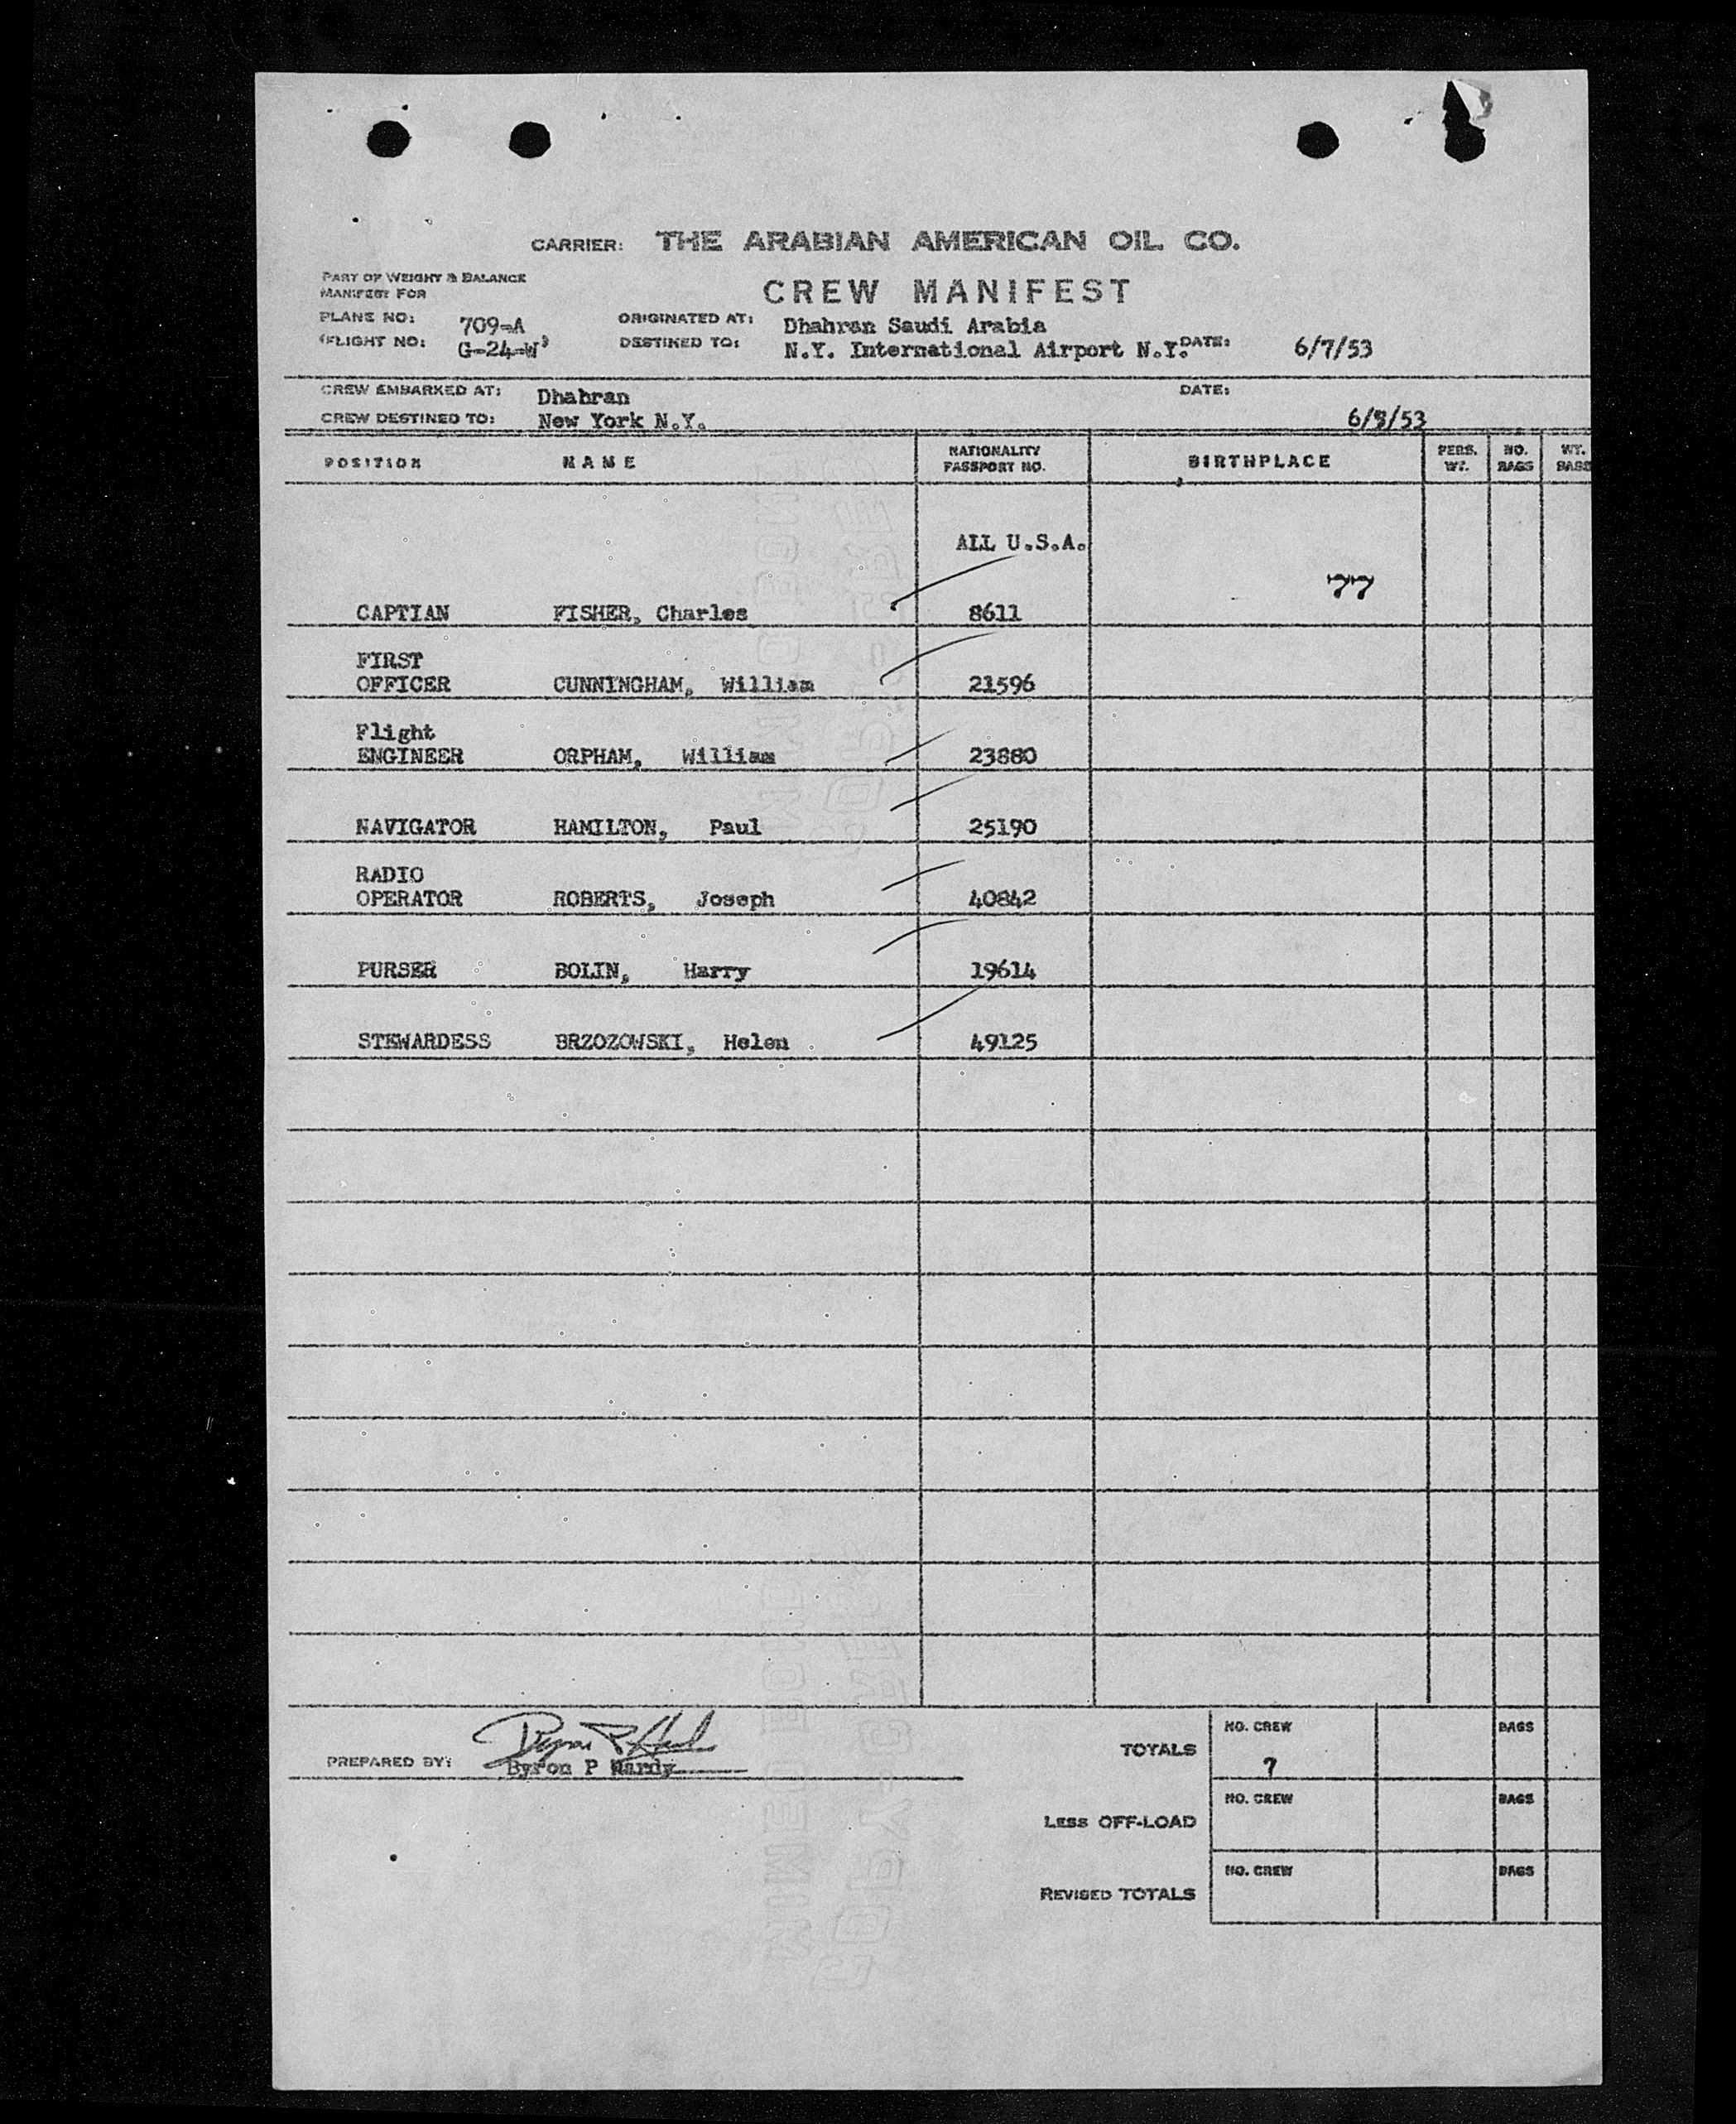 CARRIER: THE ARABIAN AMERICAN OIL CO.
PART OF WEIGHT & BALANCE
MANIFEST FOR
CREW MANIFEST
PLANE NO: 709-A ORIGINATED AT: Dhahran Saudi Arabia
FLIGHT NO: G-24-W DESTINED TO: N.Y. International Airport N.Y. DATE: 6/7/53
CREW EMBARKED AT: Dhahran DATE:
CREW DESTINED TO: New York N.Y. 6/8/53
POSITION NAME NATIONALITY PASSPORT NO. BIRTHPLACE PERS. WT. NO. BAGS WT. BAGS
ALL U.S.A.
77
CAPTIAN FISHER, Charles 8611
FIRST
OFFICER CUNNINGHAM, William 21596
Flight
ENGINEER ORPHAM, William 23880
NAVIGATOR HAMILTON, Paul 25190
RADIO
OPERATOR ROBERTS, Joseph 40842
PURSER BOLIN, Harry 19614
STEWARDESS BRZOZOWSKI, Helen 49125
NO. CREW BAGS
TOTALS
7
PREPARED BY: Byron P Hardy
NO. CREW BAGS
LESS OFF-LOAD
NO. CREW BAGS
REVISED TOTALS